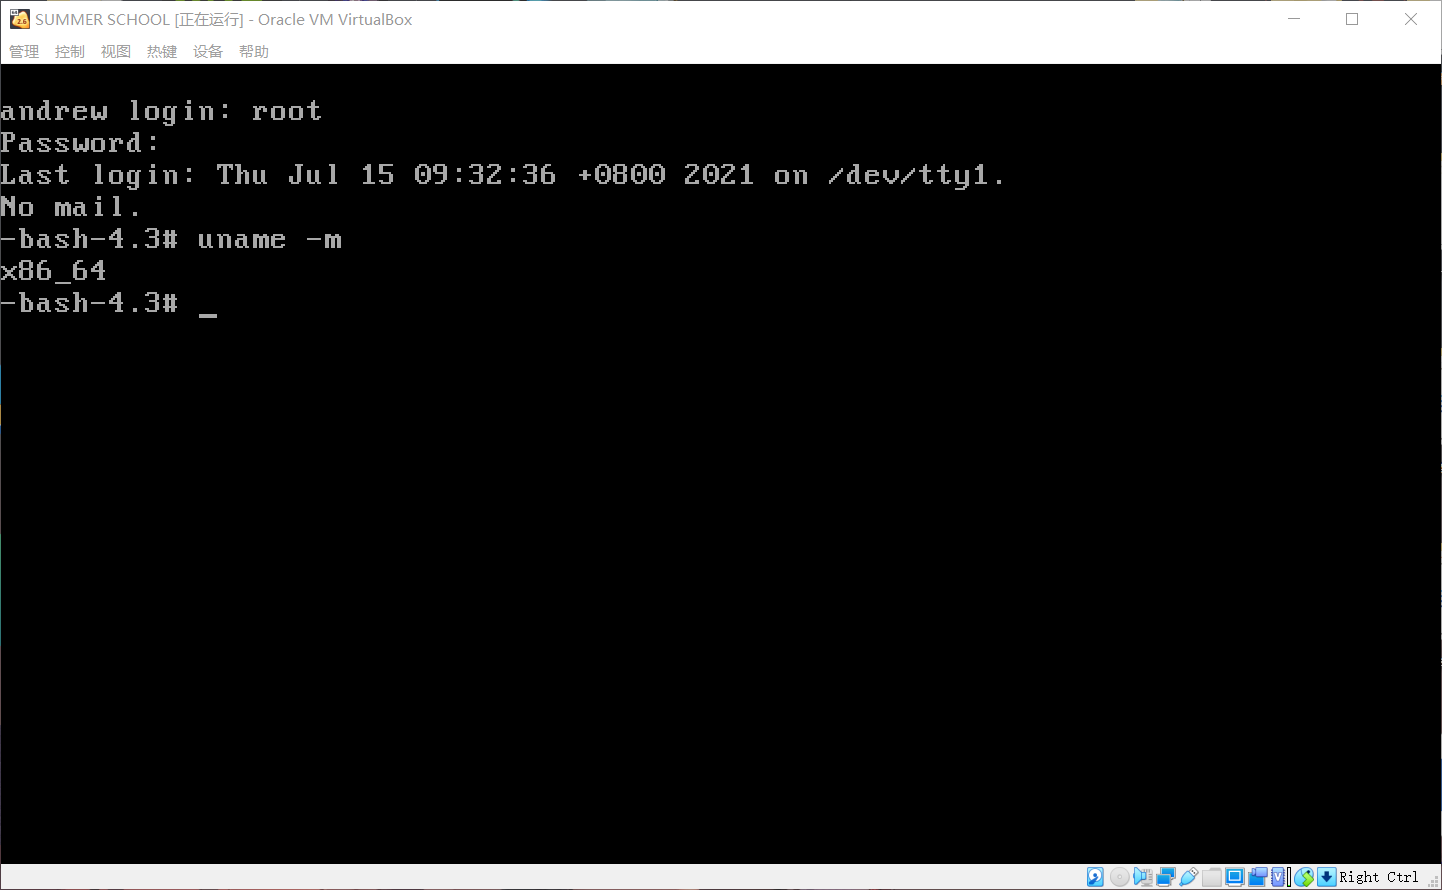 SUMMER SCHOOL [正在运行] - Oracle VM VirtualBox
管理 控制 视图 热键 设备 帮助
andrew login: root
Password:
Last login: Thu Jul 15 09:32:36 +0800 2021 on /dev/tty1.
No mail.
-bash-4.3# uname -m
x86_64
-bash-4.3# _
Right Ctrl